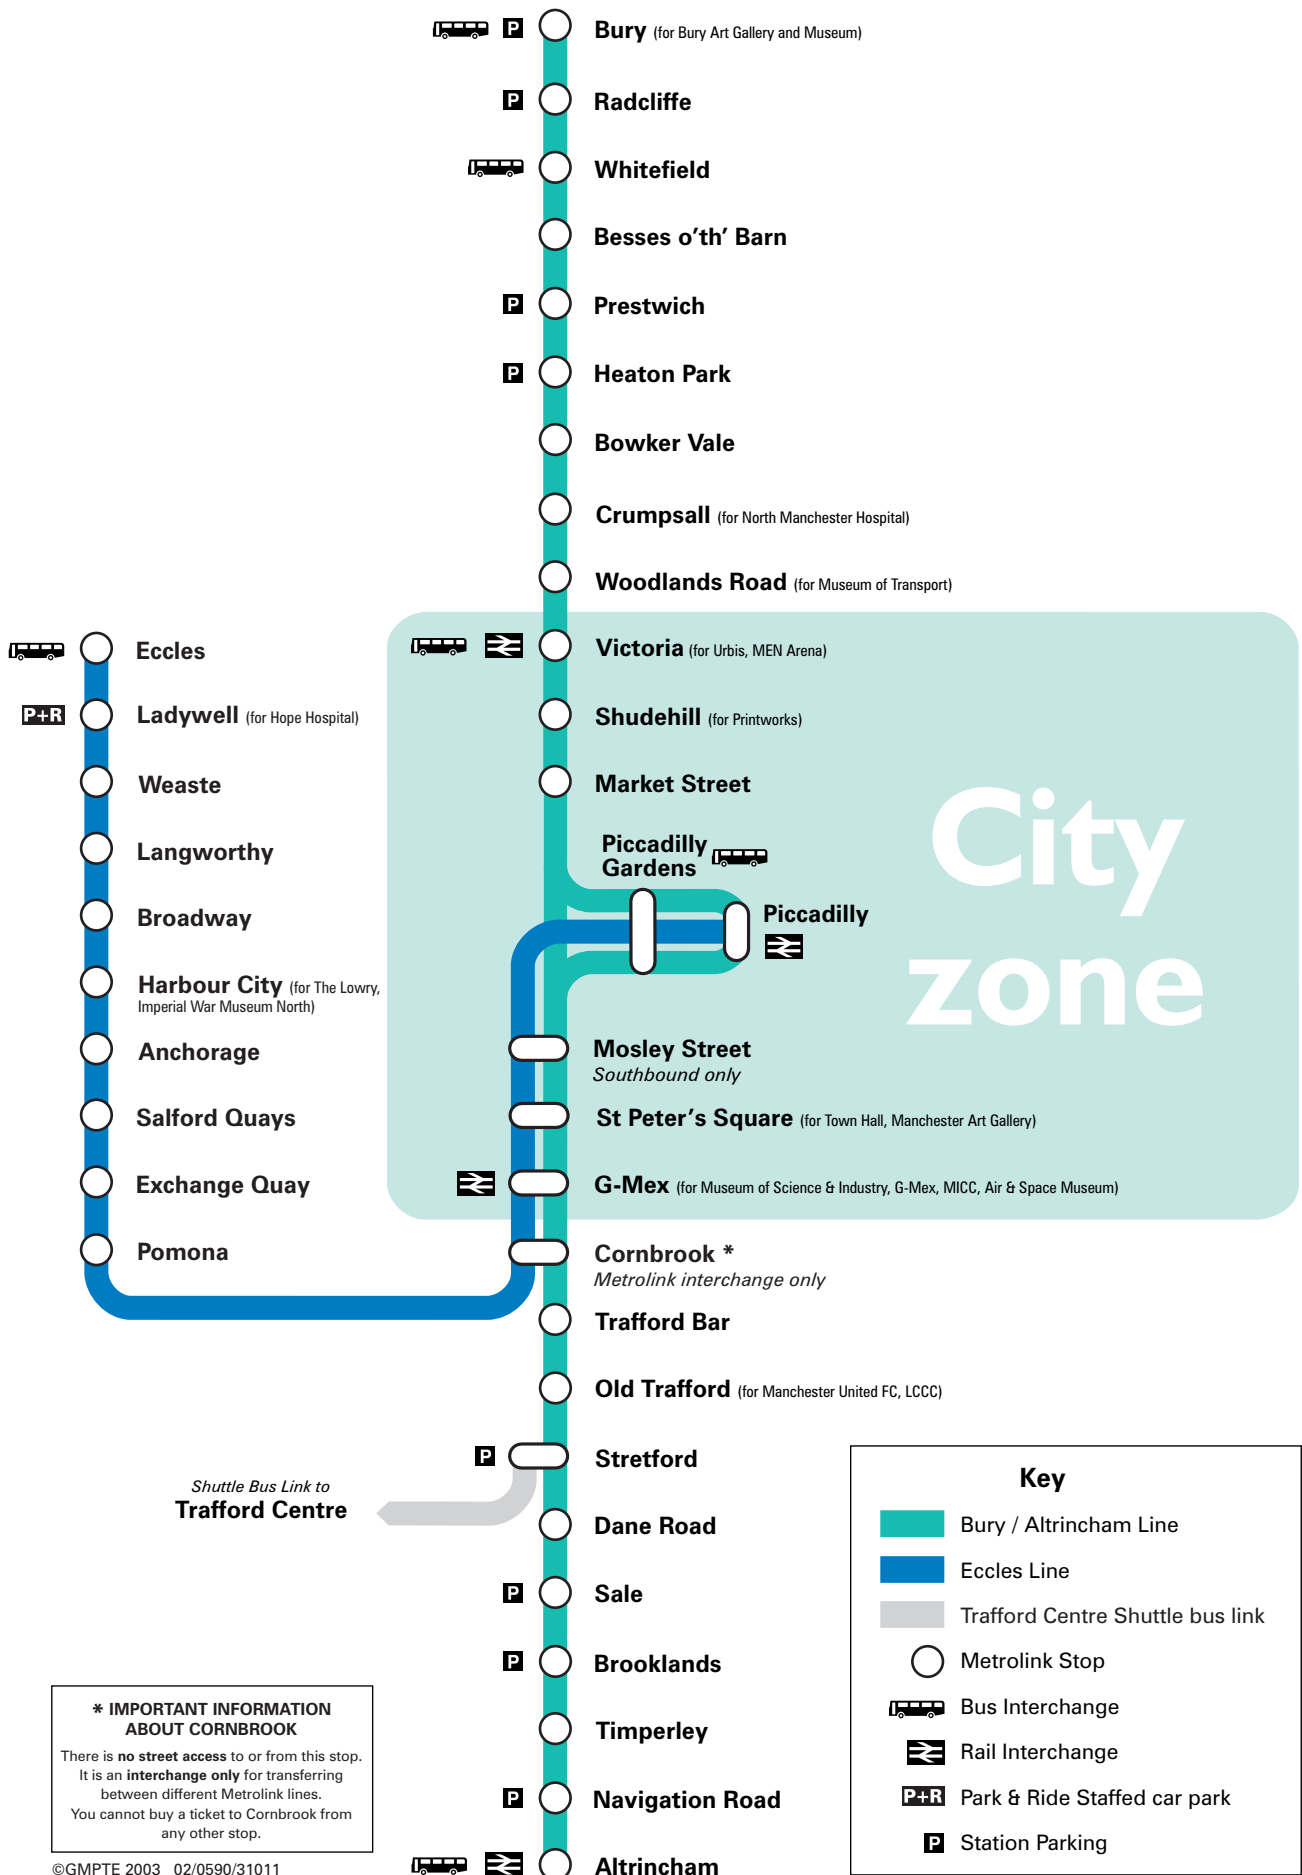 P
Bury (for Bury Art Gallery and Museum)
P
Radcliffe
Whitefield
Besses o'th' Barn
P
Prestwich
P
Heaton Park
Bowker Vale
Crumpsall (for North Manchester Hospital)
Woodlands Road (for Museum of Transport)
Eccles
P+R
Ladywell (for Hope Hospital)
Weaste
Langworthy
Broadway
Harbour City (for The Lowry,
Imperial War Museum North)
Anchorage
Salford Quays
Exchange Quay
Pomona
Victoria (for Urbis, MEN Arena)
Shudehill (for Printworks)
Market Street
Piccadilly
Gardens
Piccadilly
City
zone
Mosley Street
Southbound only
St Peter's Square (for Town Hall, Manchester Art Gallery)
G-Mex (for Museum of Science & Industry, G-Mex, MICC, Air & Space Museum)
Cornbrook *
Metrolink interchange only
Trafford Bar
Old Trafford (for Manchester United FC, LCCC)
P
Stretford
Shuttle Bus Link to
Trafford Centre
Dane Road
P
Sale
P
Brooklands
Timperley
P
Navigation Road
Altrincham
Key
Bury / Altrincham Line
Eccles Line
Trafford Centre Shuttle bus link
Metrolink Stop
Bus Interchange
Rail Interchange
P+R Park & Ride Staffed car park
P Station Parking
* IMPORTANT INFORMATION
ABOUT CORNBROOK
There is no street access to or from this stop.
It is an interchange only for transferring
between different Metrolink lines.
You cannot buy a ticket to Cornbrook from
any other stop.
©GMPTE 2003 02/0590/31011